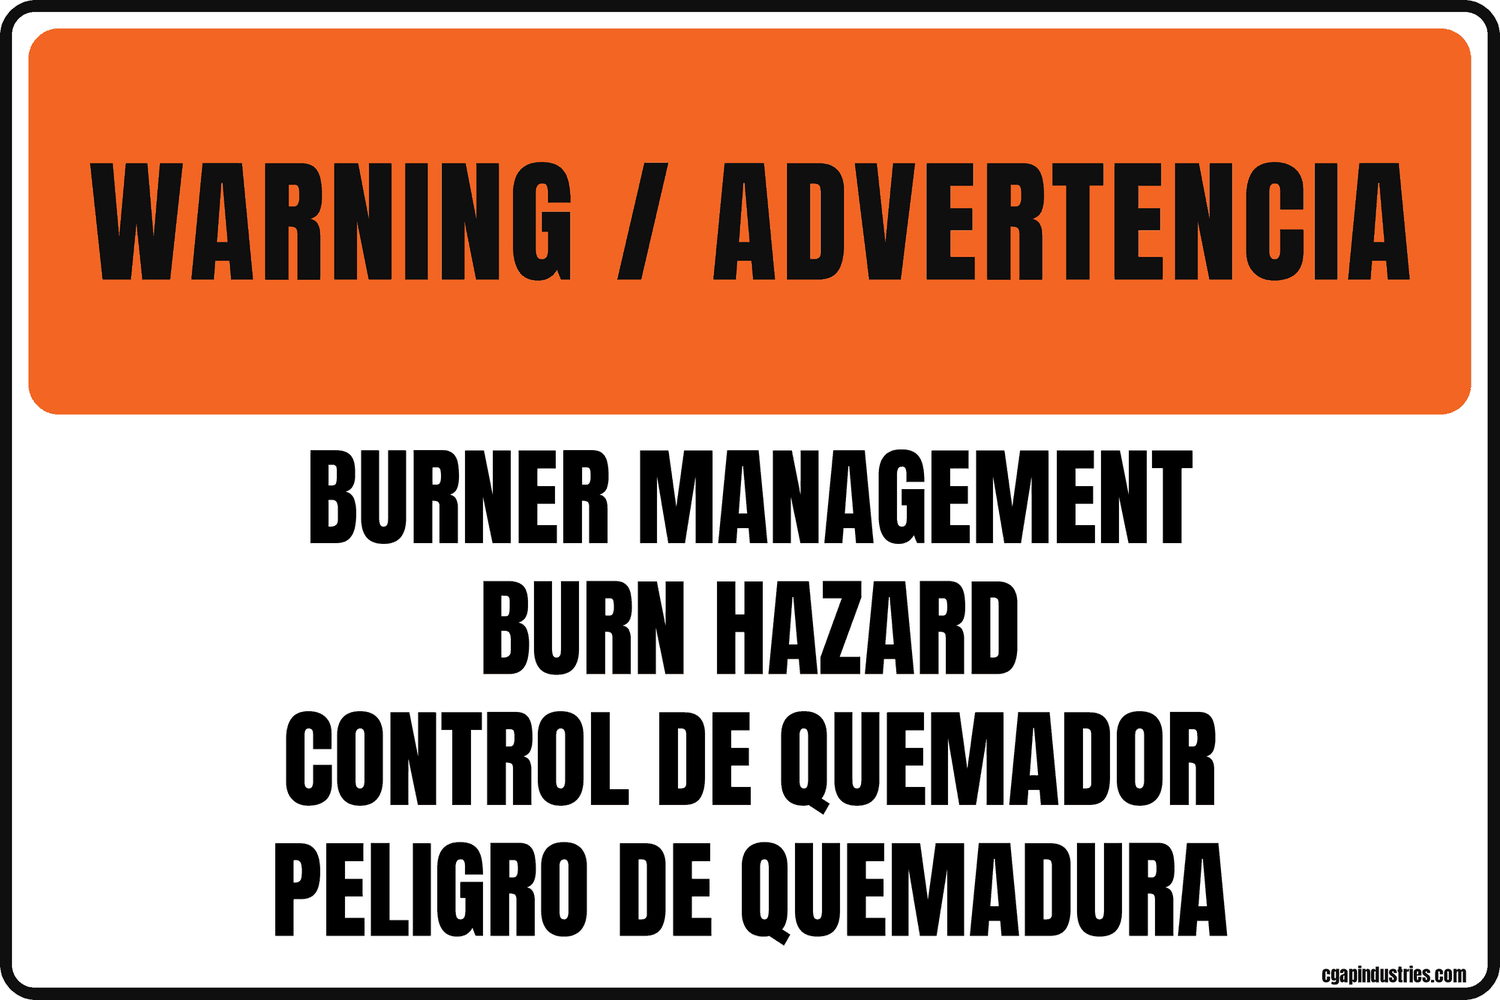 WARNING / ADVERTENCIA
BURNER MANAGEMENT
BURN HAZARD
CONTROL DE QUEMADOR
PELIGRO DE QUEMADURA
cgapindustries.com